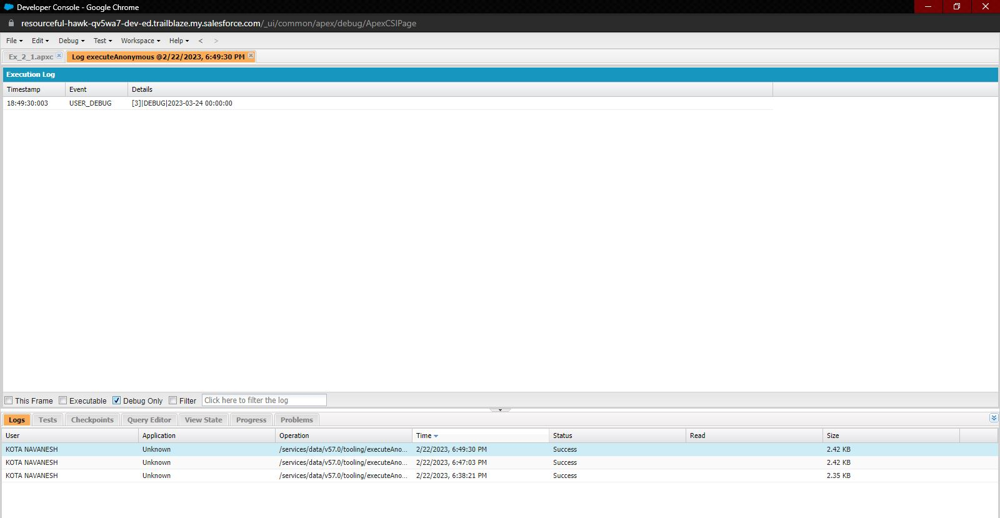 Developer Console - Google Chrome
resourceful-hawk-qv5wa7-dev-ed.trailblaze.my.salesforce.com/_ui/common/apex/debug/ApexCSIPage
File Edit Debug Test Workspace Help < >
Ex_2_1.apxc Log executeAnonymous @2/22/2023, 6:49:30 PM
Execution Log
Timestamp Event Details
18:49:30:003 USER_DEBUG [3]|DEBUG|2023-03-24 00:00:00
This Frame Executable Debug Only Filter Click here to filter the log
Logs Tests Checkpoints Query Editor View State Progress Problems
User Application Operation Time Status Read Size
KOTA NAVANESH Unknown /services/data/v57.0/tooling/executeAno... 2/22/2023, 6:49:30 PM Success 2.42 KB
KOTA NAVANESH Unknown /services/data/v57.0/tooling/executeAno... 2/22/2023, 6:47:03 PM Success 2.42 KB
KOTA NAVANESH Unknown /services/data/v57.0/tooling/executeAno... 2/22/2023, 6:38:21 PM Success 2.35 KB